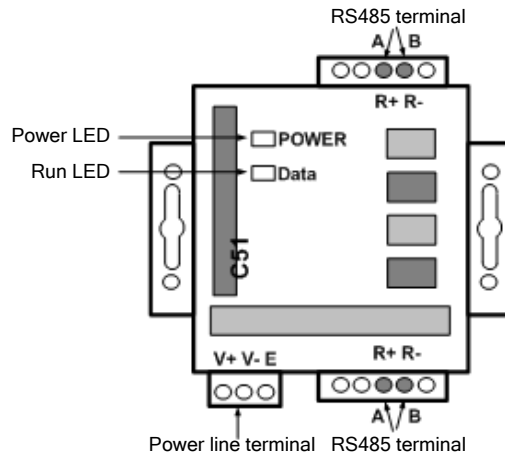 RS485 terminal
A B
R+ R-
Power LED
POWER
Run LED
Data
C51
V+ V- E
R+ R-
A B
Power line terminal
RS485 terminal